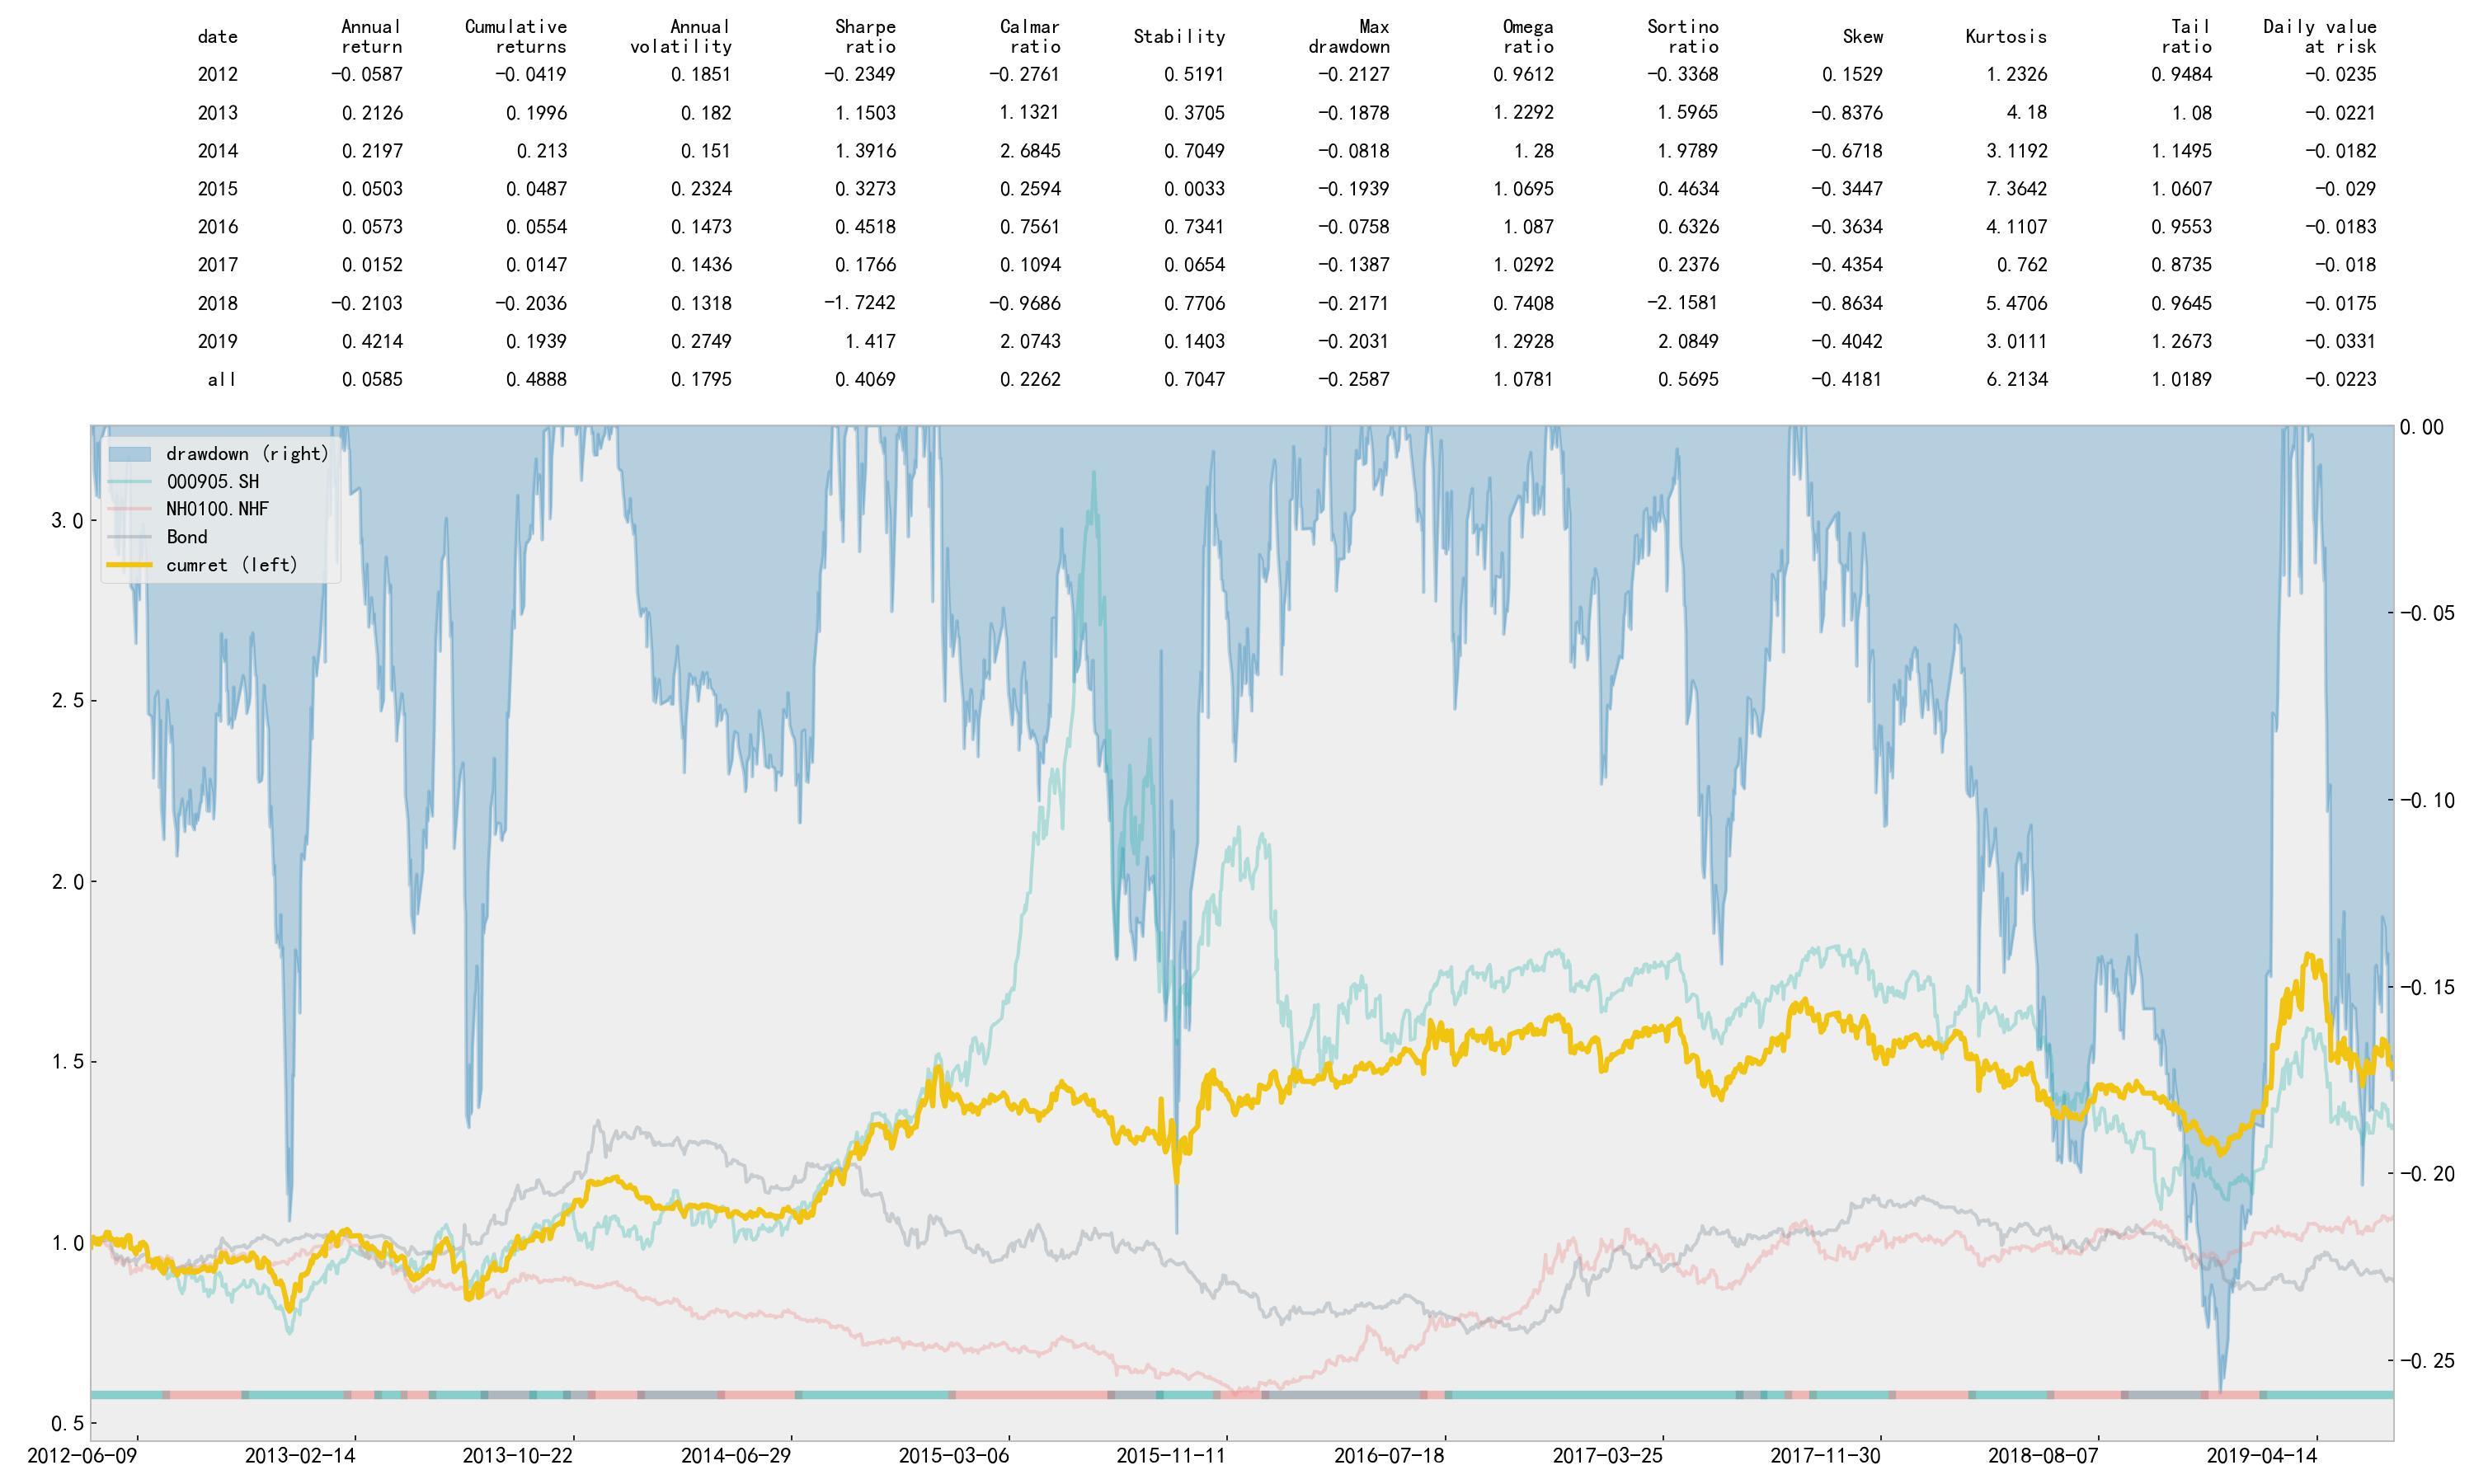 date Annual return Cumulative returns Annual volatility Sharpe ratio Calmar ratio Stability Max drawdown Omega ratio Sortino ratio Skew Kurtosis Tail ratio Daily value at risk
2012 -0.0587 -0.0419 0.1851 -0.2349 -0.2761 0.5191 -0.2127 0.9612 -0.3368 0.1529 1.2326 0.9484 -0.0235
2013 0.2126 0.1996 0.182 1.1503 1.1321 0.3705 -0.1878 1.2292 1.5965 -0.8376 4.18 1.08 -0.0221
2014 0.2197 0.213 0.151 1.3916 2.6845 0.7049 -0.0818 1.28 1.9789 -0.6718 3.1192 1.1495 -0.0182
2015 0.0503 0.0487 0.2324 0.3273 0.2594 0.0033 -0.1939 1.0695 0.4634 -0.3447 7.3642 1.0607 -0.029
2016 0.0573 0.0554 0.1473 0.4518 0.7561 0.7341 -0.0758 1.087 0.6326 -0.3634 4.1107 0.9553 -0.0183
2017 0.0152 0.0147 0.1436 0.1766 0.1094 0.0654 -0.1387 1.0292 0.2376 -0.4354 0.762 0.8735 -0.018
2018 -0.2103 -0.2036 0.1318 -1.7242 -0.9686 0.7706 -0.2171 0.7408 -2.1581 -0.8634 5.4706 0.9645 -0.0175
2019 0.4214 0.1939 0.2749 1.417 2.0743 0.1403 -0.2031 1.2928 2.0849 -0.4042 3.0111 1.2673 -0.0331
all 0.0585 0.4888 0.1795 0.4069 0.2262 0.7047 -0.2587 1.0781 0.5695 -0.4181 6.2134 1.0189 -0.0223
drawdown (right)
000905.SH
NH0100.NHF
Bond
cumret (left)
3.0
2.5
2.0
1.5
1.0
0.5
0.00
-0.05
-0.10
-0.15
-0.20
-0.25
2012-06-09 2013-02-14 2013-10-22 2014-06-29 2015-03-06 2015-11-11 2016-07-18 2017-03-25 2017-11-30 2018-08-07 2019-04-14